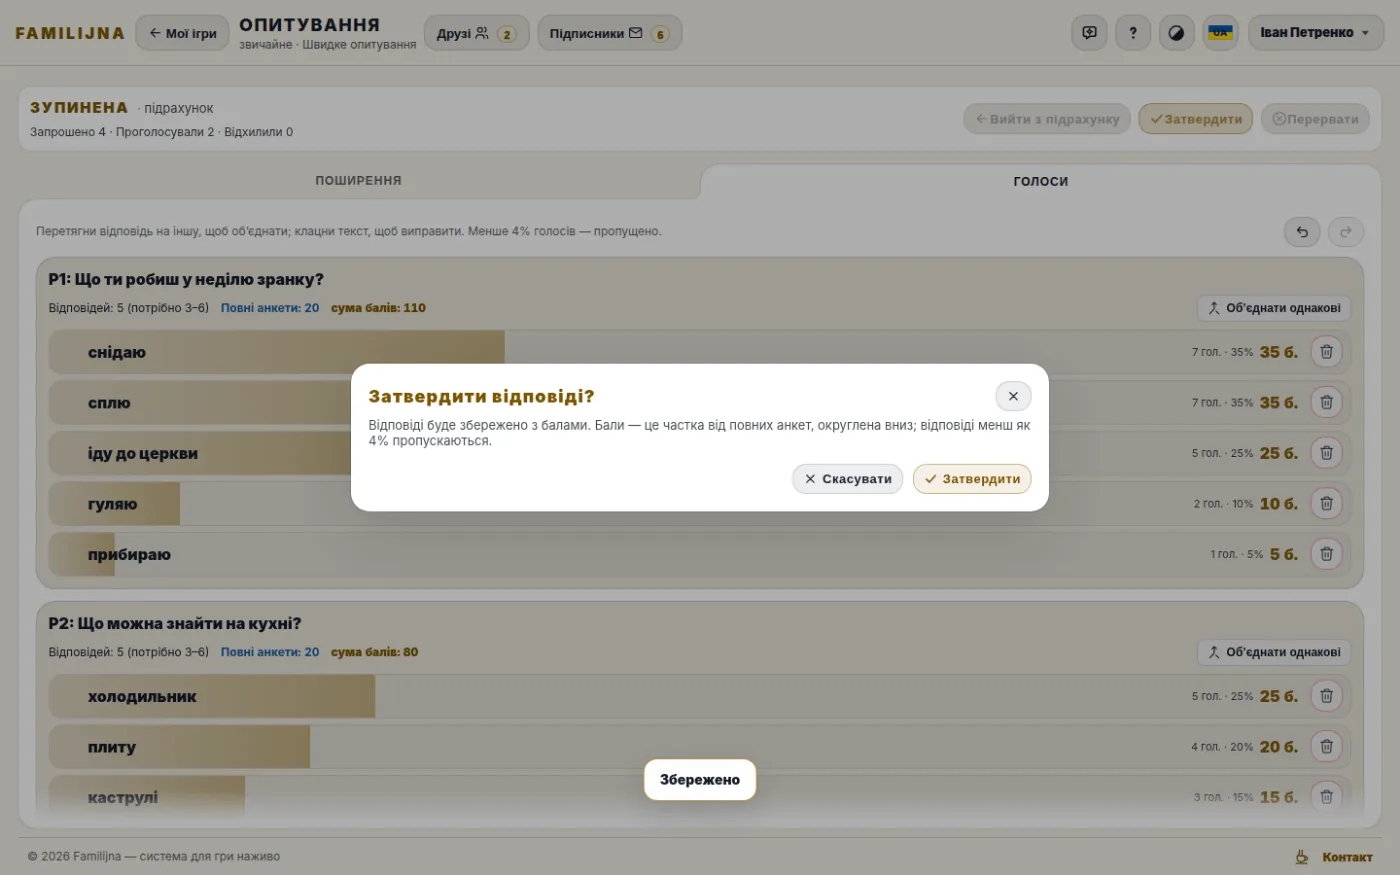 FAMILIJNA
← Мої ігри
ОПИТУВАННЯ
звичайне · Швидке опитування
Друзі 2
Підписники 6
?
UA
Іван Петренко
ЗУПИНЕНА · підрахунок
Запрошено 4 · Проголосували 2 · Відхилили 0
Вийти з підрахунку
Затвердити
Перервати
ПОШИРЕННЯ
ГОЛОСИ
Перетягни відповідь на іншу, щоб об’єднати; клацни текст, щоб виправити. Менше 4% голосів — пропущено.
P1: Що ти робиш у неділю зранку?
Відповідей: 5 (потрібно 3–6) Повні анкети: 20 сума балів: 110
Об’єднати однакові
снідаю
7 гол. · 35% 35 б.
сплю
7 гол. · 35% 35 б.
іду до церкви
5 гол. · 25% 25 б.
гуляю
2 гол. · 10% 10 б.
прибираю
1 гол. · 5% 5 б.
Затвердити відповіді?
Відповіді буде збережено з балами. Бали — це частка від повних анкет, округлена вниз; відповіді менш як
4% пропускаються.
Скасувати
Затвердити
P2: Що можна знайти на кухні?
Відповідей: 5 (потрібно 3–6) Повні анкети: 20 сума балів: 80
Об’єднати однакові
холодильник
5 гол. · 25% 25 б.
плиту
4 гол. · 20% 20 б.
каструлі
3 гол. · 15% 15 б.
Збережено
© 2026 Familijna — система для гри наживо
Контакт